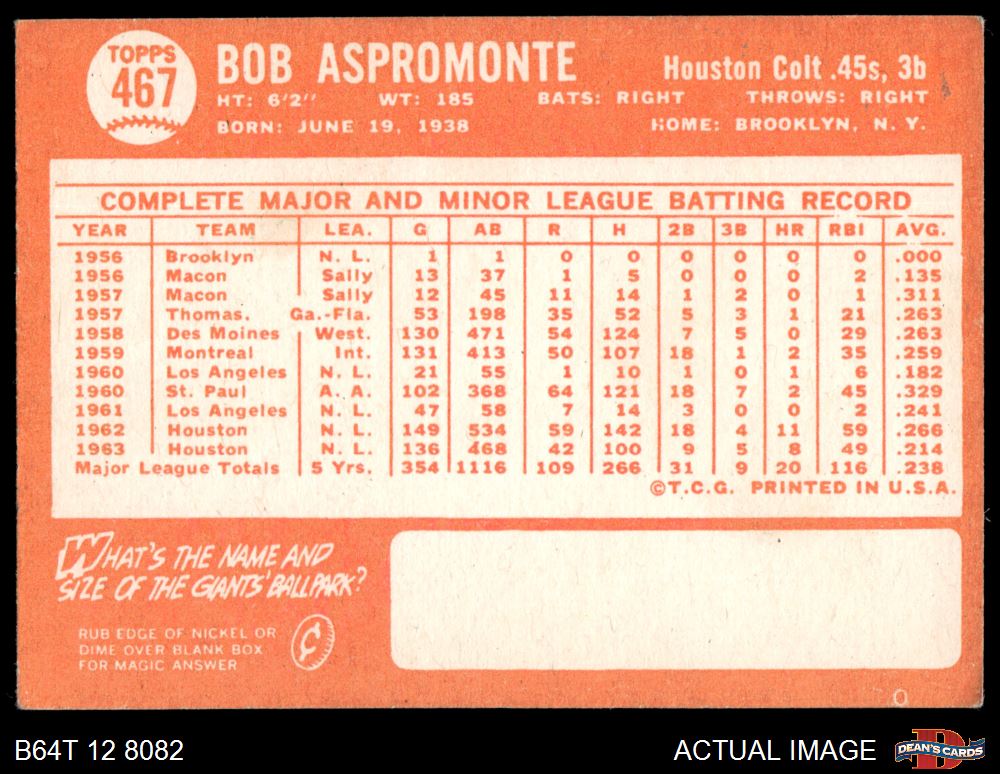 TOPPS
467
BOB ASPROMONTE
Houston Colt .45s, 3b
HT: 6'2" WT: 185 BATS: RIGHT THROWS: RIGHT
BORN: JUNE 19, 1938 HOME: BROOKLYN, N. Y.
COMPLETE MAJOR AND MINOR LEAGUE BATTING RECORD
YEAR TEAM LEA. G AB R H 2B 3B HR RBI AVG.
1956 Brooklyn N. L. 1 1 0 0 0 0 0 0 .000
1956 Macon Sally 13 37 1 5 0 0 0 2 .135
1957 Macon Sally 12 45 11 14 1 2 0 1 .311
1957 Thomas. Ga.-Fla. 53 198 35 52 5 3 1 21 .263
1958 Des Moines West. 130 471 54 124 7 5 0 29 .263
1959 Montreal Int. 131 413 50 107 18 1 2 35 .259
1960 Los Angeles N. L. 21 55 1 10 1 0 1 6 .182
1960 St. Paul A. A. 102 368 64 121 18 7 2 45 .329
1961 Los Angeles N. L. 47 58 7 14 3 0 0 2 .241
1962 Houston N. L. 149 534 59 142 18 4 11 59 .266
1963 Houston N. L. 136 468 42 100 9 5 8 49 .214
Major League Totals 5 Yrs. 354 1116 109 266 31 9 20 116 .238
©T.C.G. PRINTED IN U.S.A.
WHAT'S THE NAME AND
SIZE OF THE GIANTS' BALLPARK?
RUB EDGE OF NICKEL OR
DIME OVER BLANK BOX
FOR MAGIC ANSWER
¢
O
B64T 12 8082
ACTUAL IMAGE
D
DEAN'S CARDS